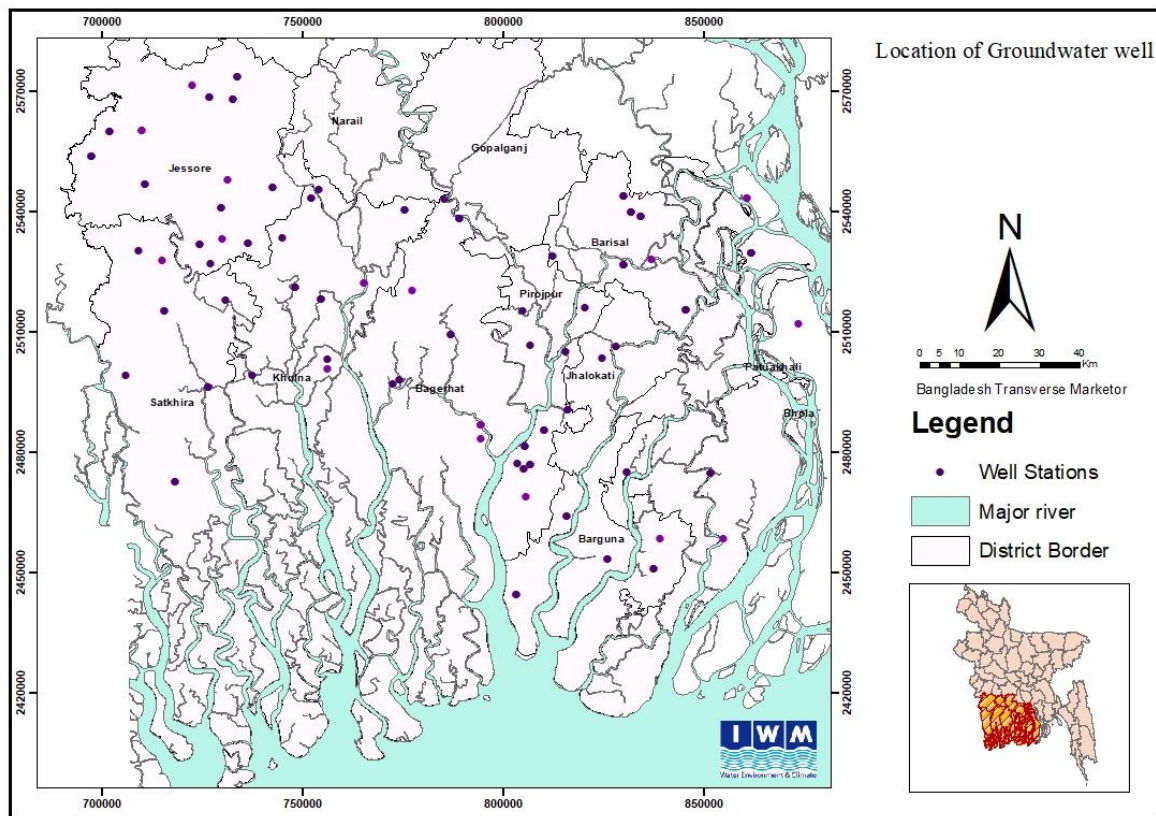 700000 750000 800000 850000
Location of Groundwater well
2570000
2570000
Narail
Gopalganj
Jessore
2540000
2540000
N
Barisal
Pirojpur
2510000
2510000
0 5 10 20 30 40
Km
Patuakhali
Khulna
Jhalokati
Bagerhat
Bangladesh Transverse Marketor
Satkhira
Bhola
Legend
2480000
2480000
Well Stations
Major river
Barguna
District Border
2450000
2450000
2420000
2420000
IWM
Water Environment & Climate
700000 750000 800000 850000